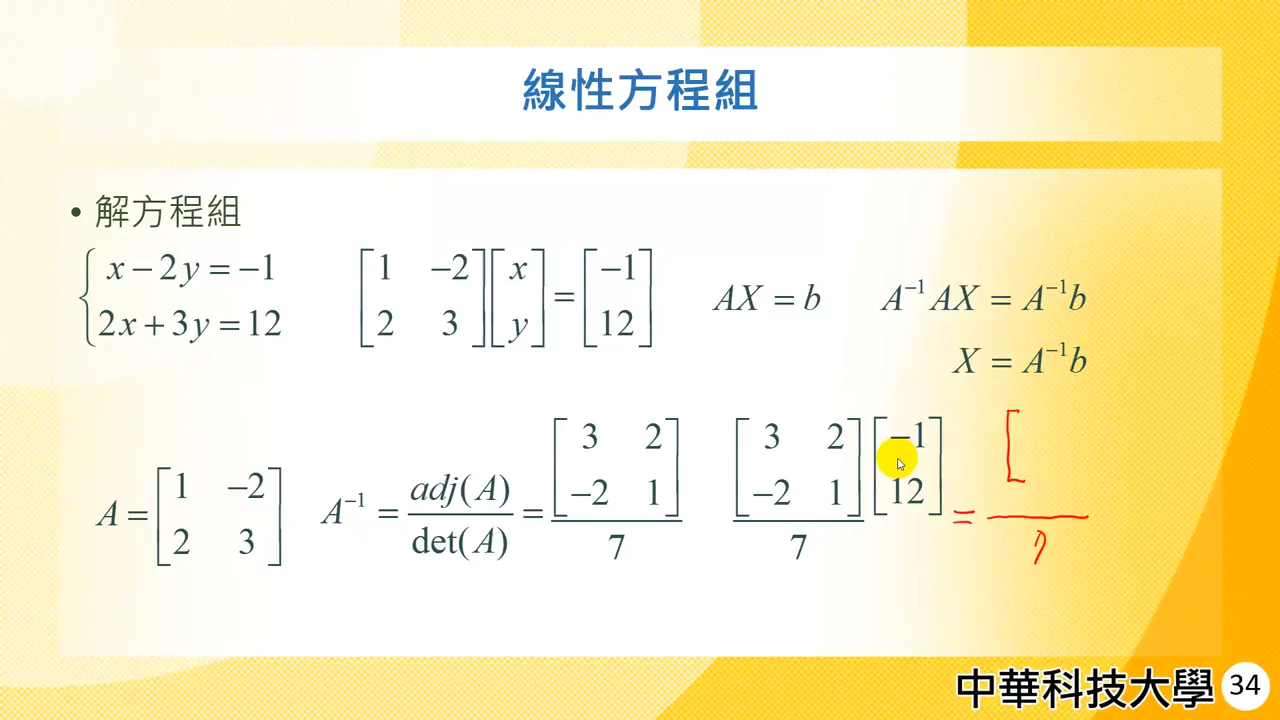 線性方程組
• 解方程組
{ x − 2y = −1
2x + 3y = 12
[ 1 −2 ; 2 3 ] [ x ; y ] = [ −1 ; 12 ]
AX = b
A⁻¹AX = A⁻¹b
X = A⁻¹b
A = [ 1 −2 ; 2 3 ]
A⁻¹ = adj(A) / det(A) = [ 3 2 ; −2 1 ] / 7
[ 3 2 ; −2 1 ] / 7 [ −1 ; 12 ] = [ / 7
中華科技大學 34